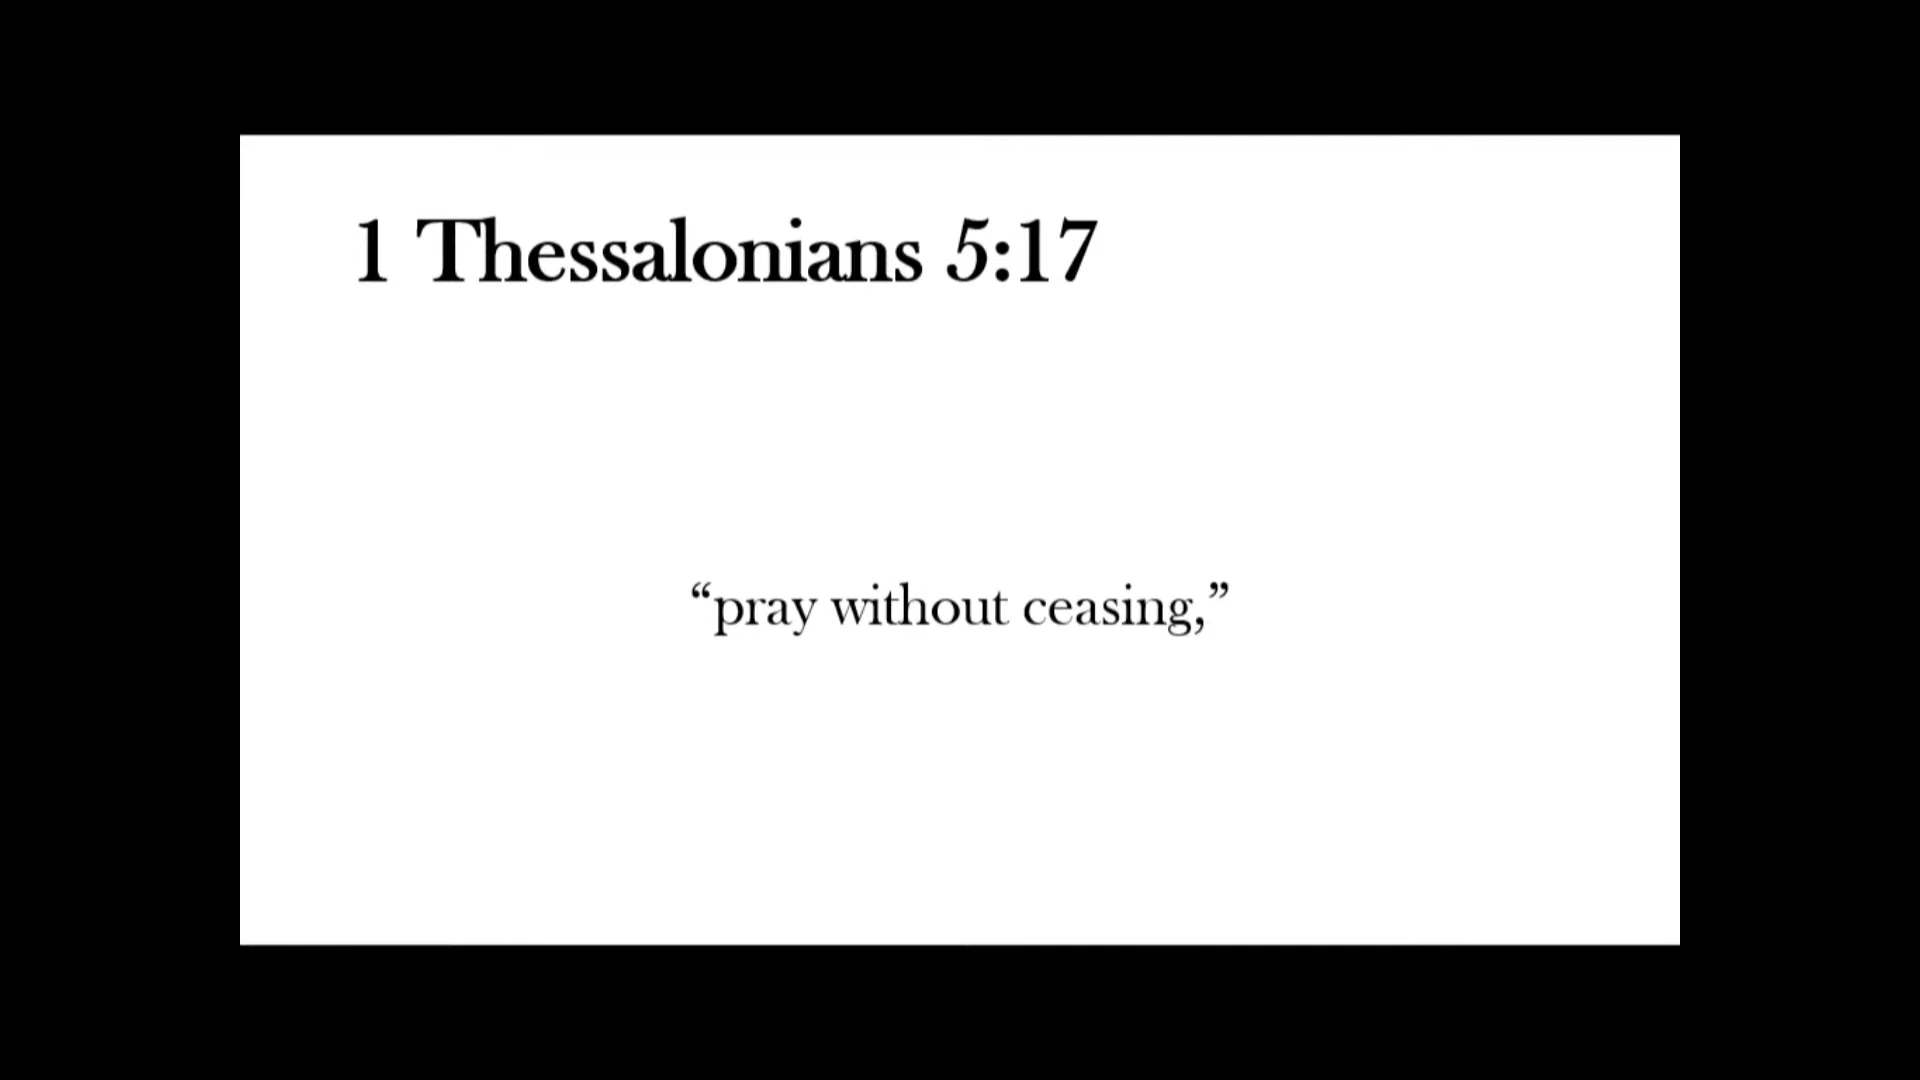 1 Thessalonians 5:17
“pray without ceasing,”